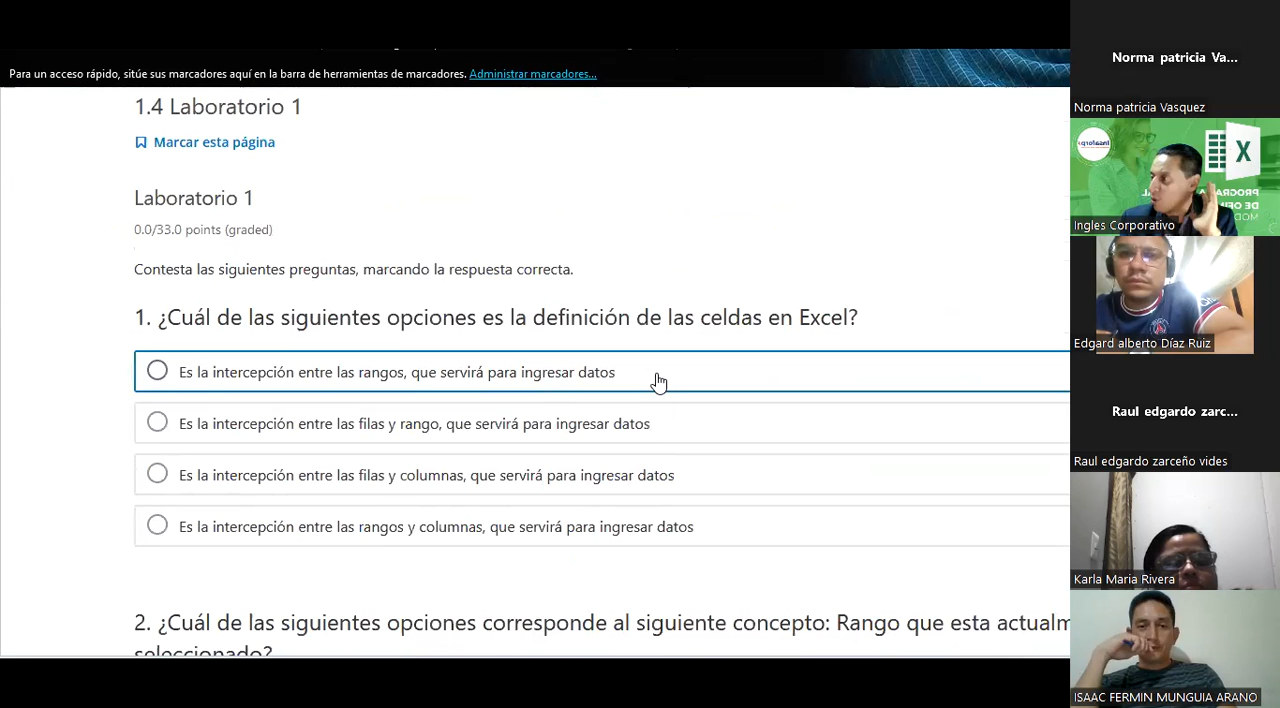 Para un acceso rápido, sitúe sus marcadores aquí en la barra de herramientas de marcadores. Administrar marcadores...
1.4 Laboratorio 1
Marcar esta página
Laboratorio 1
0.0/33.0 points (graded)
Contesta las siguientes preguntas, marcando la respuesta correcta.
1. ¿Cuál de las siguientes opciones es la definición de las celdas en Excel?
Es la intercepción entre las rangos, que servirá para ingresar datos
Es la intercepción entre las filas y rango, que servirá para ingresar datos
Es la intercepción entre las filas y columnas, que servirá para ingresar datos
Es la intercepción entre las rangos y columnas, que servirá para ingresar datos
2. ¿Cuál de las siguientes opciones corresponde al siguiente concepto: Rango que esta actualm
seleccionado?
Norma patricia Va...
Norma patricia Vasquez
X
PROGRAMA
DE OFI
MOD
Ingles Corporativo
Edgard alberto Díaz Ruiz
Raul edgardo zarc...
Raul edgardo zarceño vides
Karla Maria Rivera
ISAAC FERMIN MUNGUIA ARANO